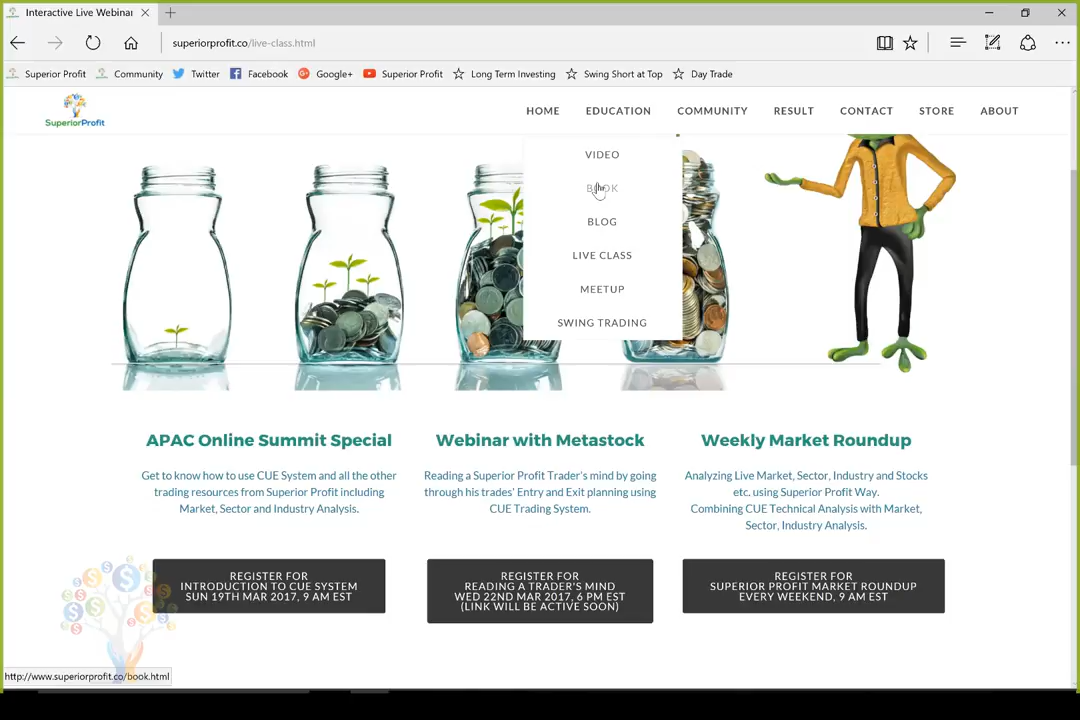 Interactive Live Webinar
superiorprofit.co/live-class.html
Superior Profit Community Twitter Facebook Google+ Superior Profit Long Term Investing Swing Short at Top Day Trade
SuperiorProfit
HOME EDUCATION COMMUNITY RESULT CONTACT STORE ABOUT
VIDEO
BOOK
BLOG
LIVE CLASS
MEETUP
SWING TRADING
APAC Online Summit Special
Get to know how to use CUE System and all the other
trading resources from Superior Profit including
Market, Sector and Industry Analysis.
REGISTER FOR
INTRODUCTION TO CUE SYSTEM
SUN 19TH MAR 2017, 9 AM EST
Webinar with Metastock
Reading a Superior Profit Trader's mind by going
through his trades' Entry and Exit planning using
CUE Trading System.
REGISTER FOR
READING A TRADER'S MIND
WED 22ND MAR 2017, 6 PM EST
(LINK WILL BE ACTIVE SOON)
Weekly Market Roundup
Analyzing Live Market, Sector, Industry and Stocks
etc. using Superior Profit Way.
Combining CUE Technical Analysis with Market,
Sector, Industry Analysis.
REGISTER FOR
SUPERIOR PROFIT MARKET ROUNDUP
EVERY WEEKEND, 9 AM EST
http://www.superiorprofit.co/book.html